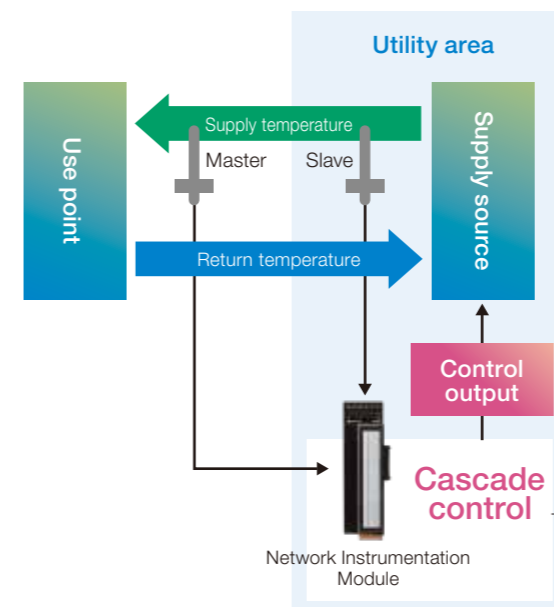 Utility area
Supply temperature
Use point
Master
Slave
Supply source
Return temperature
Control
output
Cascade
control
Network Instrumentation
Module